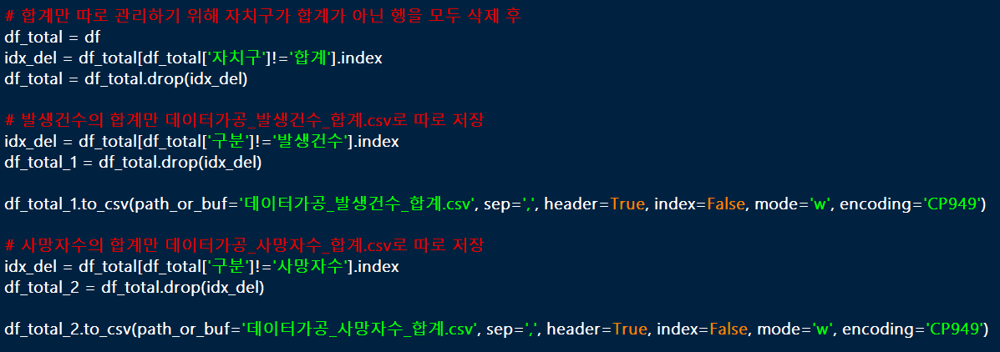 # 합계만 따로 관리하기 위해 자치구가 합계가 아닌 행을 모두 삭제 후
df_total = df
idx_del = df_total[df_total['자치구']!='합계'].index
df_total = df_total.drop(idx_del)
# 발생건수의 합계만 데이터가공_발생건수_합계.csv로 따로 저장
idx_del = df_total[df_total['구분']!='발생건수'].index
df_total_1 = df_total.drop(idx_del)
df_total_1.to_csv(path_or_buf='데이터가공_발생건수_합계.csv', sep=',', header=True, index=False, mode='w', encoding='CP949')
# 사망자수의 합계만 데이터가공_사망자수_합계.csv로 따로 저장
idx_del = df_total[df_total['구분']!='사망자수'].index
df_total_2 = df_total.drop(idx_del)
df_total_2.to_csv(path_or_buf='데이터가공_사망자수_합계.csv', sep=',', header=True, index=False, mode='w', encoding='CP949')